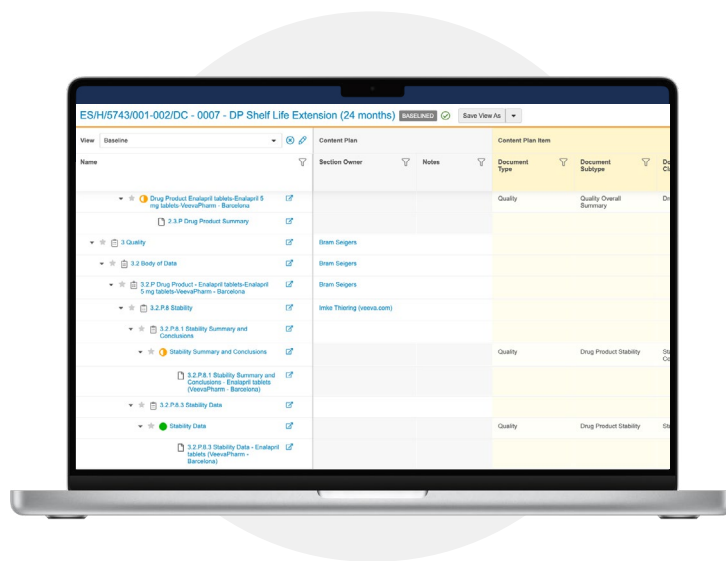 ES/H/5743/001-002/DC - 0007 - DP Shelf Life Extension (24 months) BASELINED Save View As
View Baseline Content Plan Content Plan Item
Name Section Owner Notes Document Type Document Subtype
Drug Product Enalapril tablets-Enalapril 5
mg tablets-VeevaPharm - Barcelona
Quality Quality Overall Summary
2.3.P Drug Product Summary
3 Quality Bram Seigers
3.2 Body of Data Bram Seigers
3.2.P Drug Product - Enalapril tablets-Enalapril
5 mg tablets-VeevaPharm - Barcelona
Bram Seigers
3.2.P.8 Stability Imke Thiering (veeva.com)
3.2.P.8.1 Stability Summary and
Conclusions
Stability Summary and Conclusions Quality Drug Product Stability
3.2.P.8.1 Stability Summary and
Conclusions - Enalapril tablets
(VeevaPharm - Barcelona)
3.2.P.8.3 Stability Data
Stability Data Quality Drug Product Stability
3.2.P.8.3 Stability Data - Enalapril
tablets (VeevaPharm -
Barcelona)